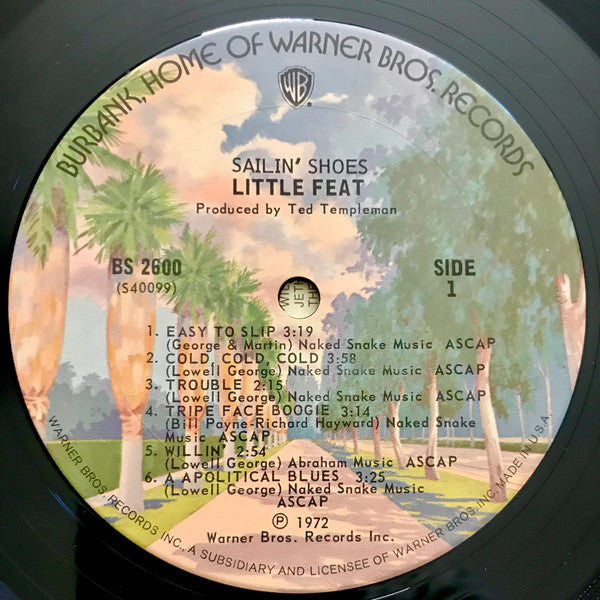 BURBANK, HOME OF WARNER BROS. RECORDS
WB
SAILIN' SHOES
LITTLE FEAT
Produced by Ted Templeman
BS 2600
(S40099)
SIDE
1
1. EASY TO SLIP 3:19
(George & Martin) Naked Snake Music ASCAP
2. COLD, COLD, COLD 3:58
(Lowell George) Naked Snake Music ASCAP
3. TROUBLE 2:15
(Lowell George) Naked Snake Music ASCAP
4. TRIPE FACE BOOGIE 3:14
(Bill Payne-Richard Hayward) Naked Snake
Music ASCAP
5. WILLIN' 2:54
(Lowell George) Abraham Music ASCAP
6. A APOLITICAL BLUES 3:25
(Lowell George) Naked Snake Music
ASCAP
℗ 1972
Warner Bros. Records Inc.
WARNER BROS. RECORDS INC., A SUBSIDIARY AND LICENSEE OF WARNER BROS. INC. MADE IN U.S.A.